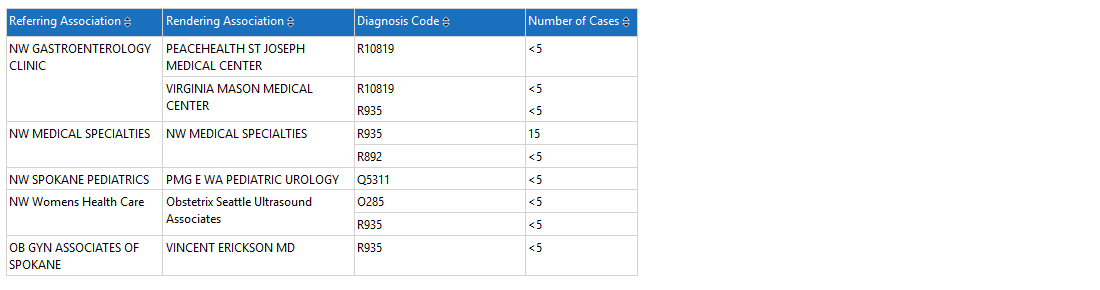 Referring Association Rendering Association Diagnosis Code Number of Cases
NW GASTROENTEROLOGY PEACEHEALTH ST JOSEPH R10819 <5
CLINIC MEDICAL CENTER
VIRGINIA MASON MEDICAL R10819 <5
CENTER R935 <5
NW MEDICAL SPECIALTIES NW MEDICAL SPECIALTIES R935 15
R892 <5
NW SPOKANE PEDIATRICS PMG E WA PEDIATRIC UROLOGY Q5311 <5
NW Womens Health Care Obstetrix Seattle Ultrasound O285 <5
Associates R935 <5
OB GYN ASSOCIATES OF VINCENT ERICKSON MD R935 <5
SPOKANE